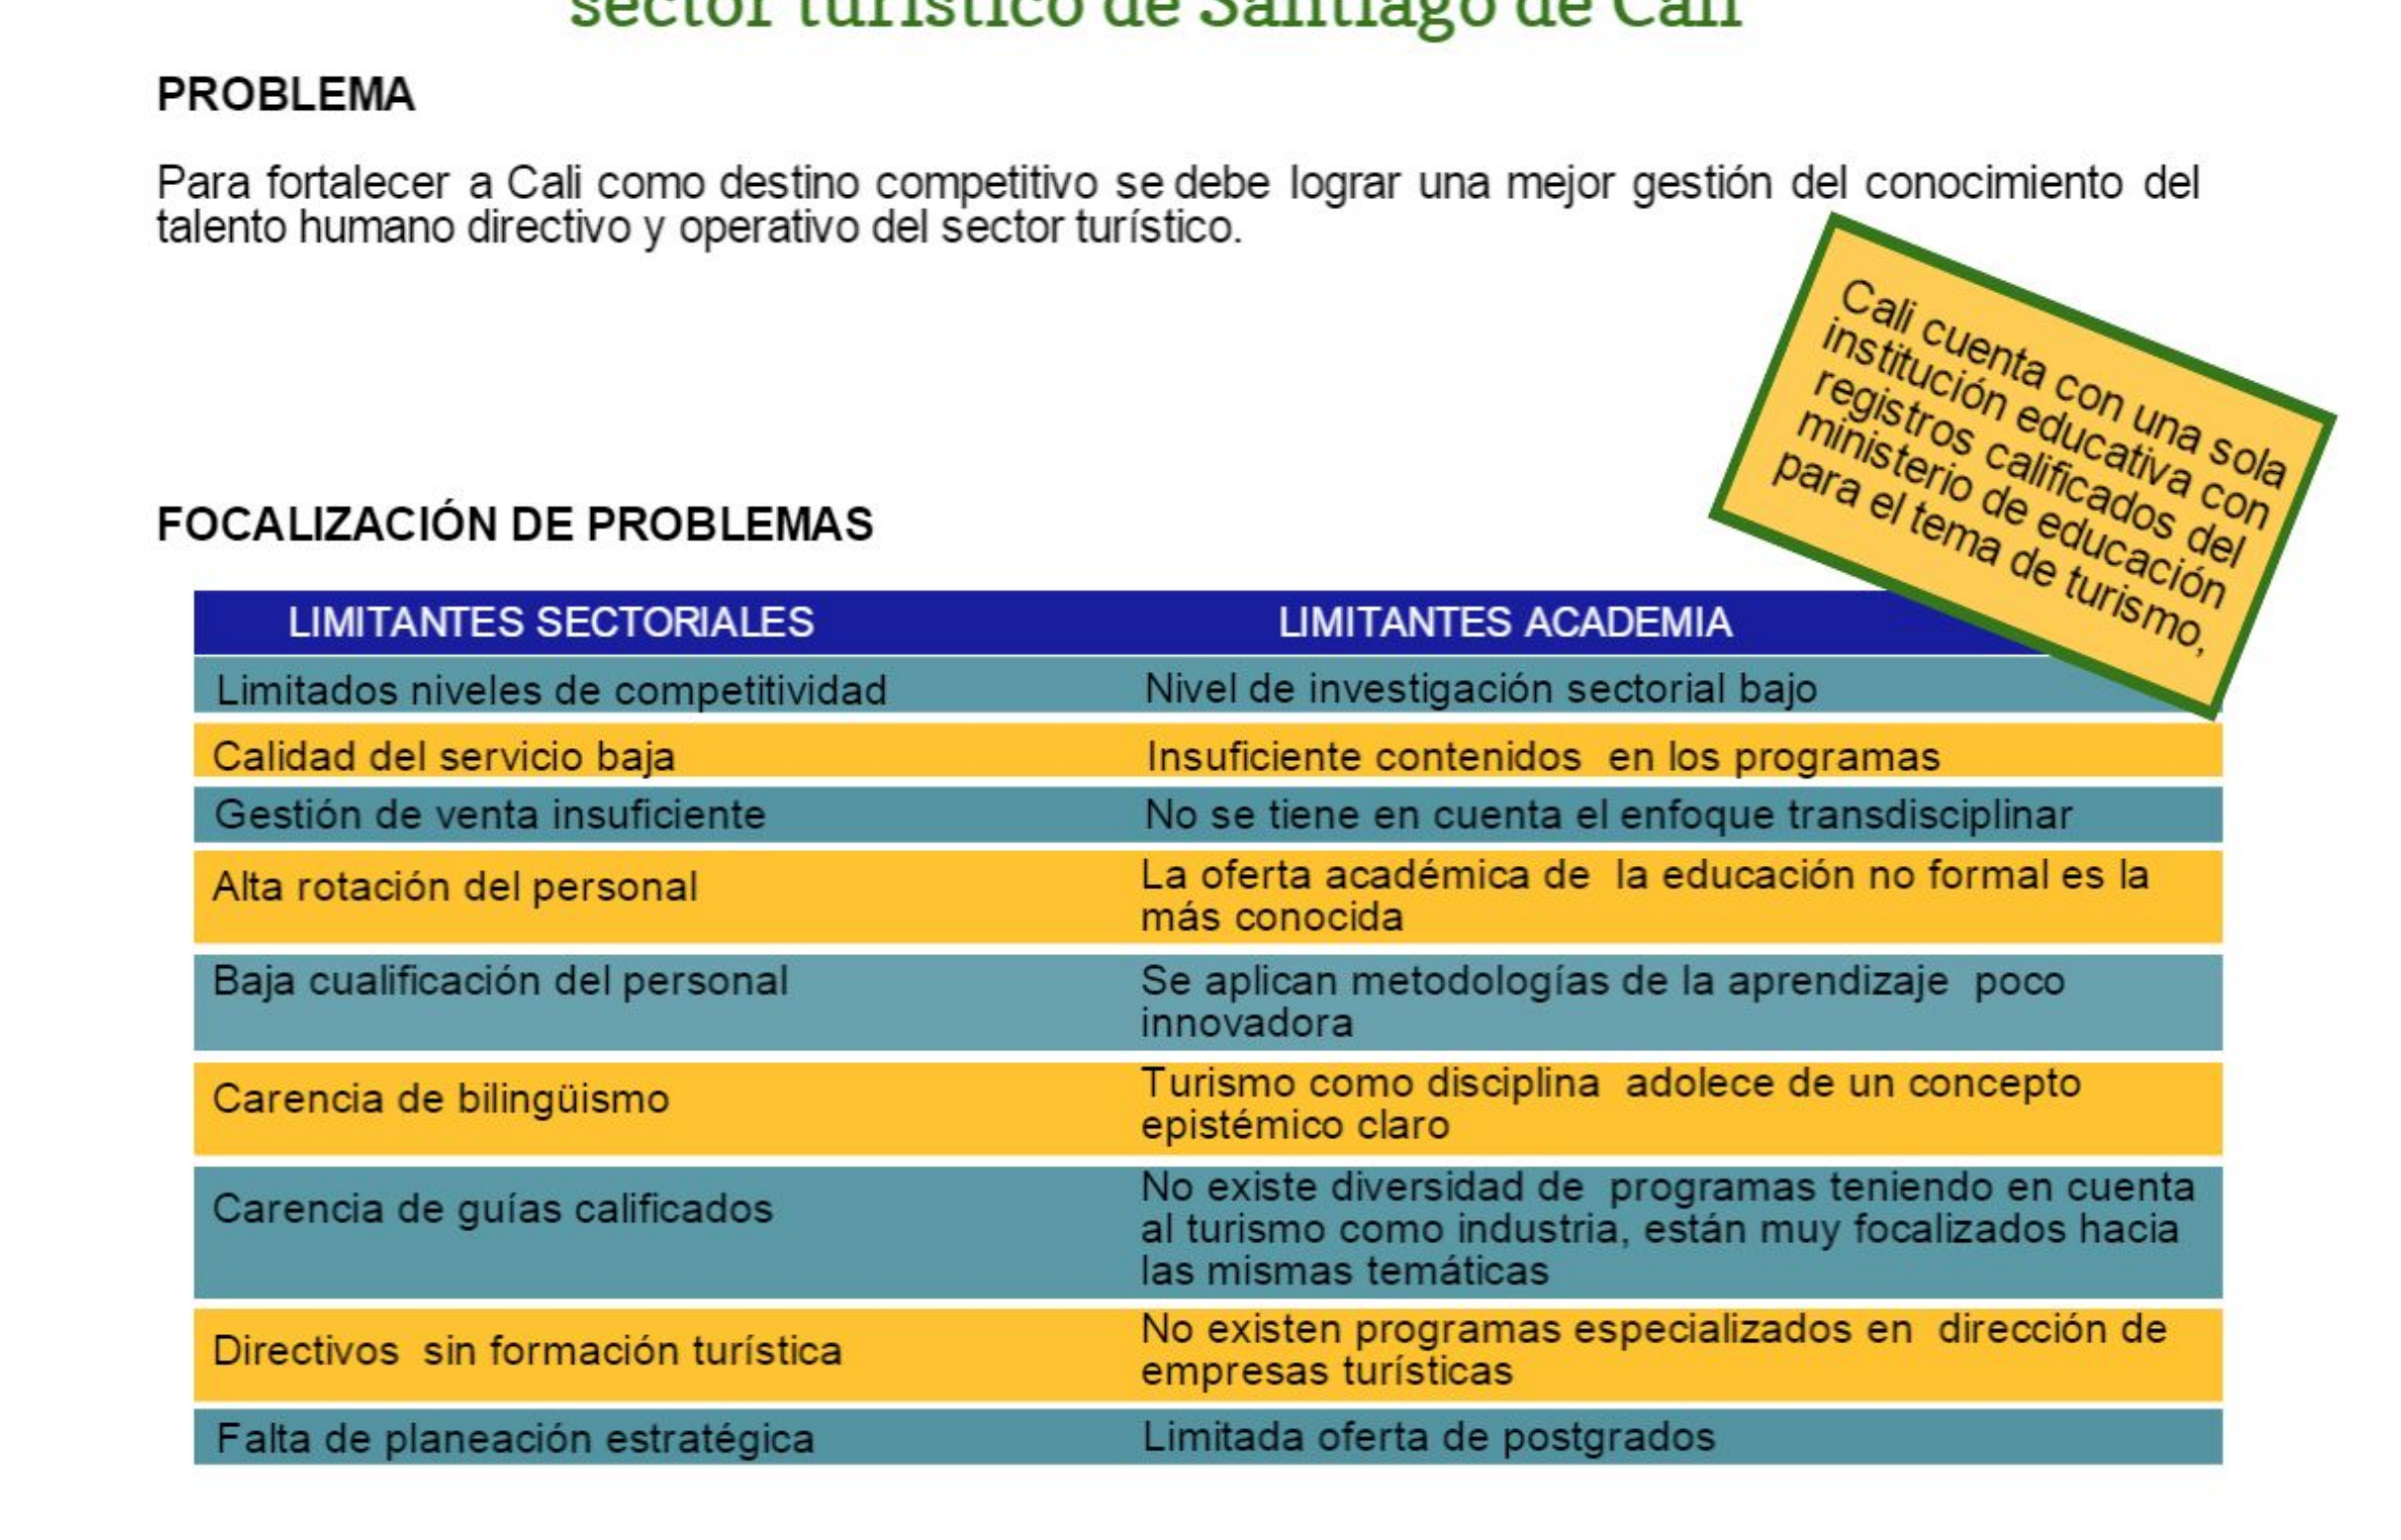 sector turístico de Santiago de Cali
PROBLEMA
Para fortalecer a Cali como destino competitivo se debe lograr una mejor gestión del conocimiento del
talento humano directivo y operativo del sector turístico.
Cali cuenta con una sola
institución educativa con
registros calificados del
ministerio de educación
para el tema de turismo,
FOCALIZACIÓN DE PROBLEMAS
LIMITANTES SECTORIALES LIMITANTES ACADEMIA
Limitados niveles de competitividad Nivel de investigación sectorial bajo
Calidad del servicio baja Insuficiente contenidos en los programas
Gestión de venta insuficiente No se tiene en cuenta el enfoque transdisciplinar
Alta rotación del personal La oferta académica de la educación no formal es la
más conocida
Baja cualificación del personal Se aplican metodologías de la aprendizaje poco
innovadora
Carencia de bilingüismo Turismo como disciplina adolece de un concepto
epistémico claro
Carencia de guías calificados No existe diversidad de programas teniendo en cuenta
al turismo como industria, están muy focalizados hacia
las mismas temáticas
Directivos sin formación turística No existen programas especializados en dirección de
empresas turísticas
Falta de planeación estratégica Limitada oferta de postgrados